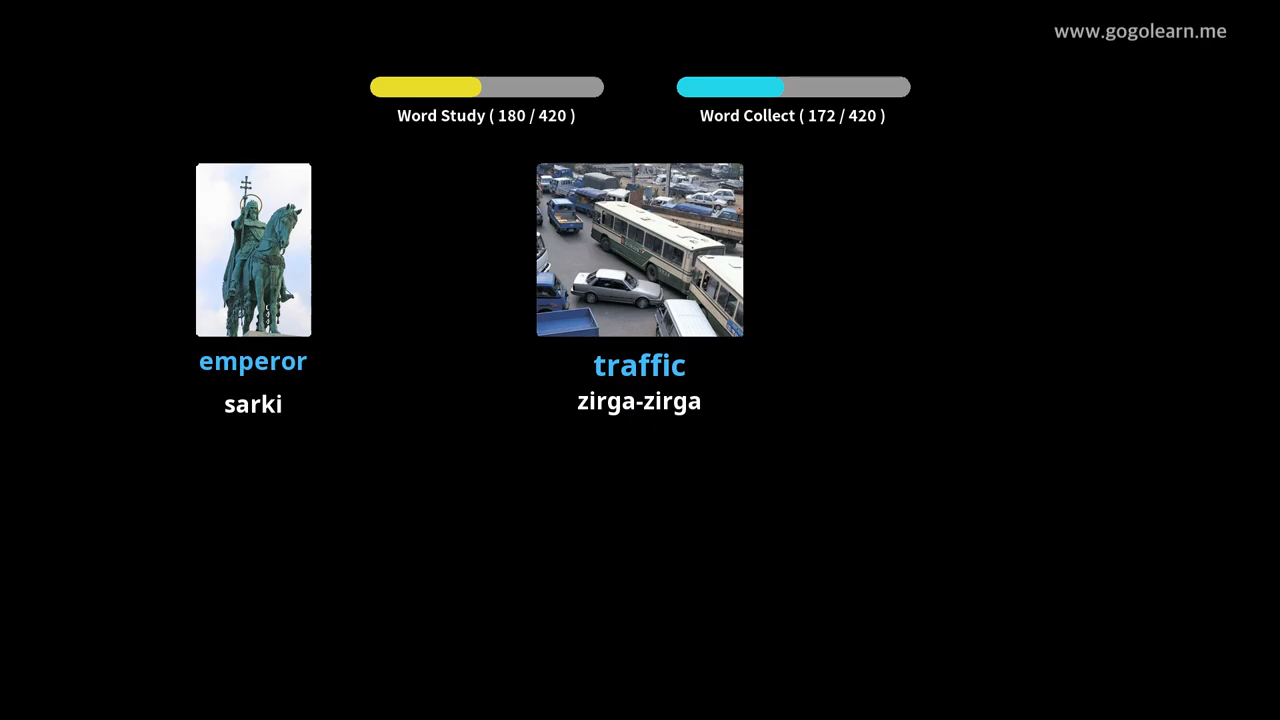 www.gogolearn.me
Word Study ( 180 / 420 )
Word Collect ( 172 / 420 )
emperor
sarki
traffic
zirga-zirga